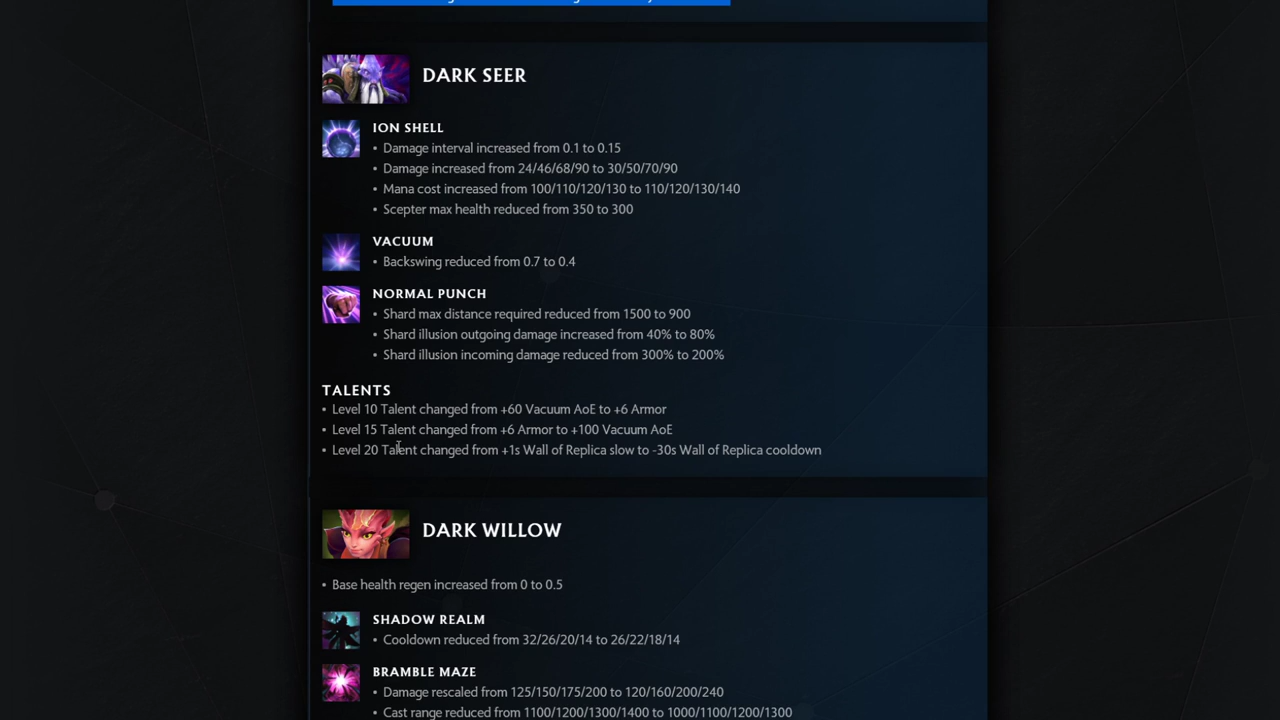 DARK SEER
ION SHELL
• Damage interval increased from 0.1 to 0.15
• Damage increased from 24/46/68/90 to 30/50/70/90
• Mana cost increased from 100/110/120/130 to 110/120/130/140
• Scepter max health reduced from 350 to 300
VACUUM
• Backswing reduced from 0.7 to 0.4
NORMAL PUNCH
• Shard max distance required reduced from 1500 to 900
• Shard illusion outgoing damage increased from 40% to 80%
• Shard illusion incoming damage reduced from 300% to 200%
TALENTS
• Level 10 Talent changed from +60 Vacuum AoE to +6 Armor
• Level 15 Talent changed from +6 Armor to +100 Vacuum AoE
• Level 20 Talent changed from +1s Wall of Replica slow to -30s Wall of Replica cooldown
DARK WILLOW
• Base health regen increased from 0 to 0.5
SHADOW REALM
• Cooldown reduced from 32/26/20/14 to 26/22/18/14
BRAMBLE MAZE
• Damage rescaled from 125/150/175/200 to 120/160/200/240
• Cast range reduced from 1100/1200/1300/1400 to 1000/1100/1200/1300